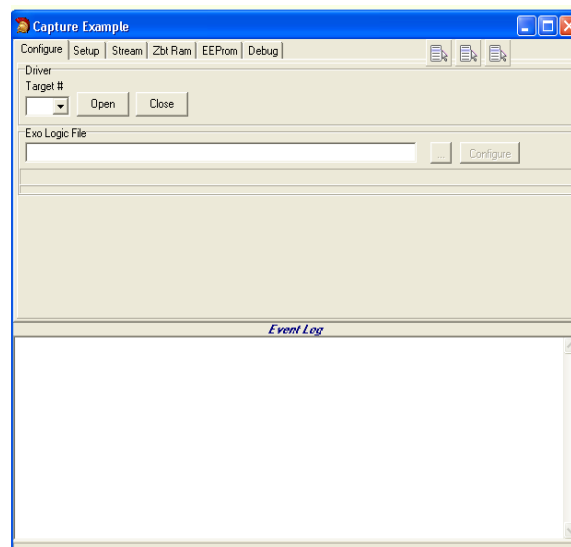 Capture Example
Configure Setup Stream Zbt Ram EEProm Debug
Driver
Target #
Open Close
Exo Logic File
... Configure
Event Log